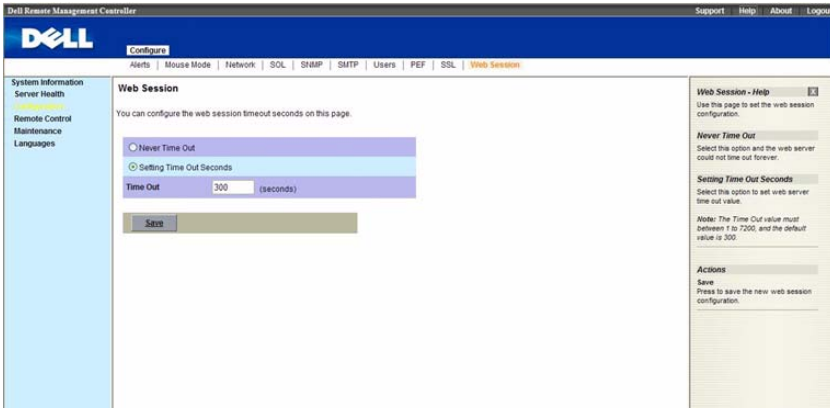 Dell Remote Management Controller
Support | Help | About | Logou
DELL
Configure
Alerts | Mouse Mode | Network | SOL | SNMP | SMTP | Users | PEF | SSL | Web Session
System Information
Server Health
Configuration
Remote Control
Maintenance
Languages
Web Session
You can configure the web session timeout seconds on this page.
Never Time Out
Setting Time Out Seconds
Time Out 300 (seconds)
Save
Web Session - Help X
Use this page to set the web session
configuration.
Never Time Out
Select this option and the web server
could not time out forever.
Setting Time Out Seconds
Select this option to set web server
time out value.
Note: The Time Out value must
between 1 to 7200, and the default
value is 300.
Actions
Save
Press to save the new web session
configuration.